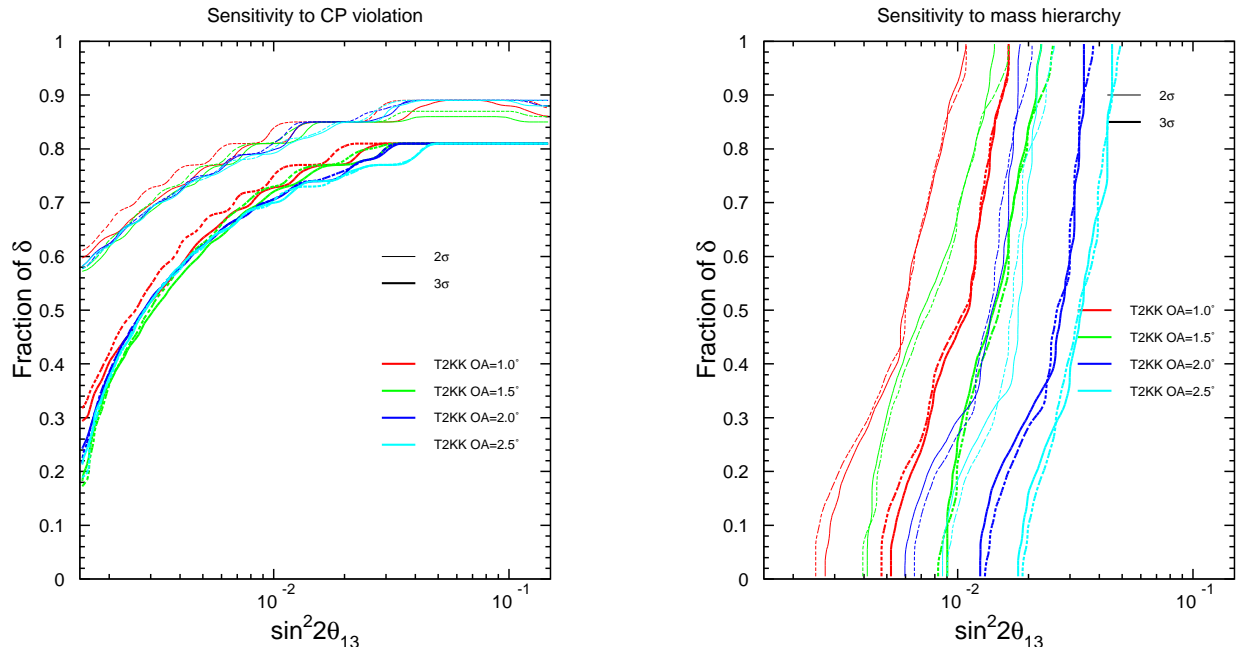 Sensitivity to CP violation
1
0.9
0.8
0.7
0.6
0.5
0.4
0.3
0.2
0.1
0
Fraction of δ
2σ
3σ
T2KK OA=1.0°
T2KK OA=1.5°
T2KK OA=2.0°
T2KK OA=2.5°
10⁻² 10⁻¹
sin²2θ₁₃
Sensitivity to mass hierarchy
1
0.9
0.8
0.7
0.6
0.5
0.4
0.3
0.2
0.1
0
Fraction of δ
2σ
3σ
T2KK OA=1.0°
T2KK OA=1.5°
T2KK OA=2.0°
T2KK OA=2.5°
10⁻² 10⁻¹
sin²2θ₁₃